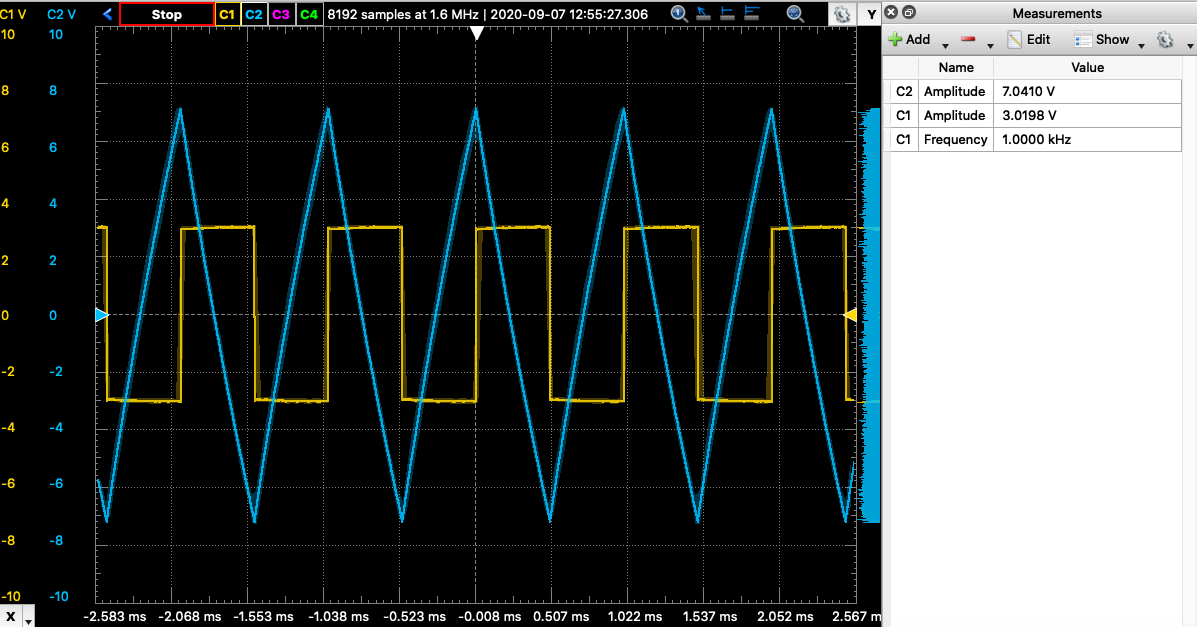 C1 V C2 V Stop C1 C2 C3 C4 8192 samples at 1.6 MHz | 2020-09-07 12:55:27.306 1 Y Measurements
Add Edit Show
Name Value
C2 Amplitude 7.0410 V
C1 Amplitude 3.0198 V
C1 Frequency 1.0000 kHz
10 10
8 8
6 6
4 4
2 2
0 0
-2 -2
-4 -4
-6 -6
-8 -8
-10 -10
X -2.583 ms -2.068 ms -1.553 ms -1.038 ms -0.523 ms -0.008 ms 0.507 ms 1.022 ms 1.537 ms 2.052 ms 2.567 m